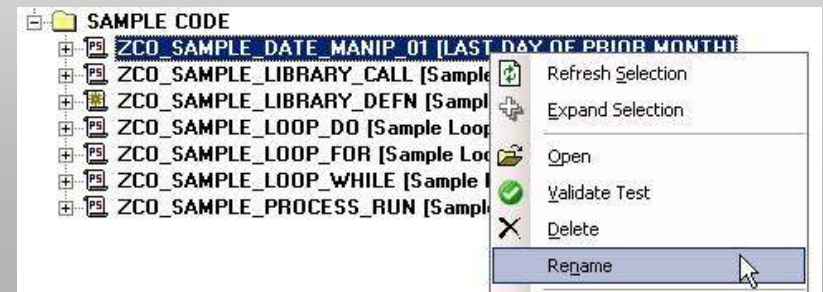 SAMPLE CODE
ZCO_SAMPLE_DATE_MANIP_01 [LAST DAY OF PRIOR MONTH]
ZCO_SAMPLE_LIBRARY_CALL [Sample
ZCO_SAMPLE_LIBRARY_DEFN [Sampl
ZCO_SAMPLE_LOOP_DO [Sample Loop
ZCO_SAMPLE_LOOP_FOR [Sample Loo
ZCO_SAMPLE_LOOP_WHILE [Sample
ZCO_SAMPLE_PROCESS_RUN [Sampl
Refresh Selection
Expand Selection
Open
Validate Test
Delete
Rename